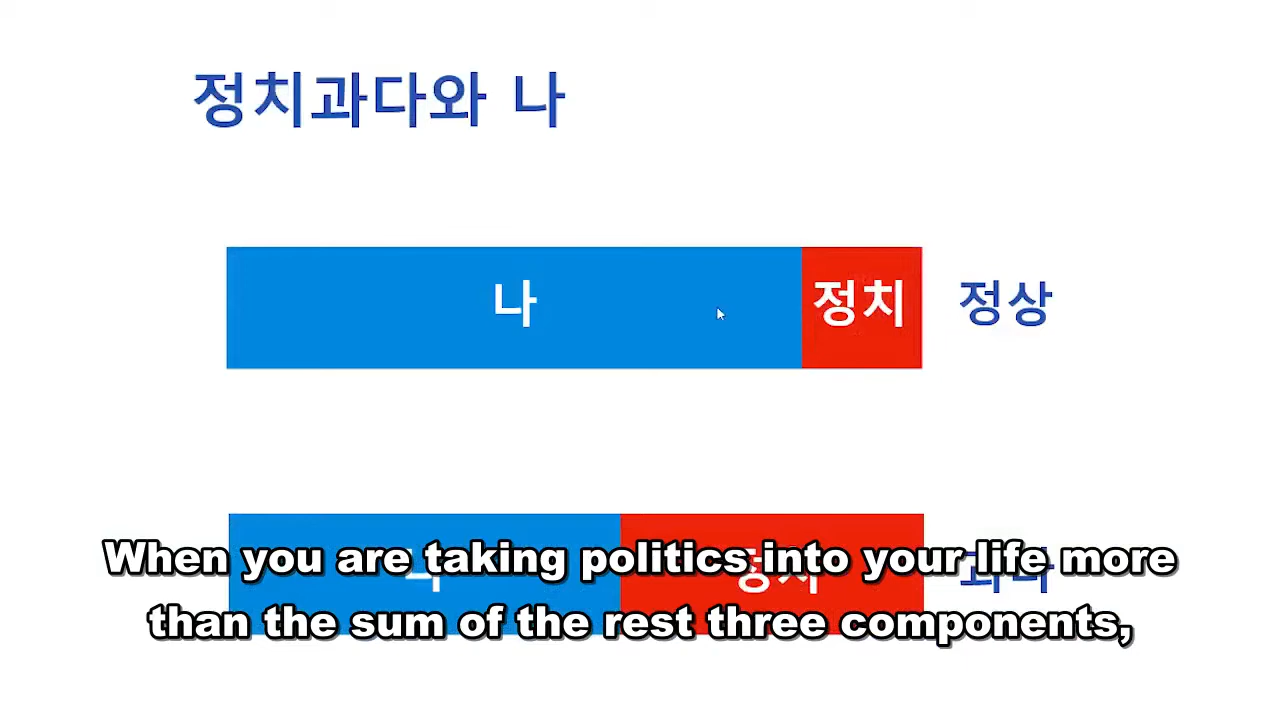 정치과다와 나
나 정치 정상
When you are taking politics into your life more
than the sum of the rest three components,